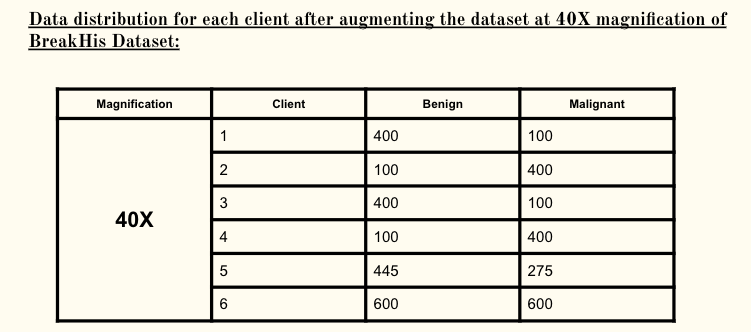 Data distribution for each client after augmenting the dataset at 40X magnification of
BreakHis Dataset:
Magnification Client Benign Malignant
40X
1 400 100
2 100 400
3 400 100
4 100 400
5 445 275
6 600 600